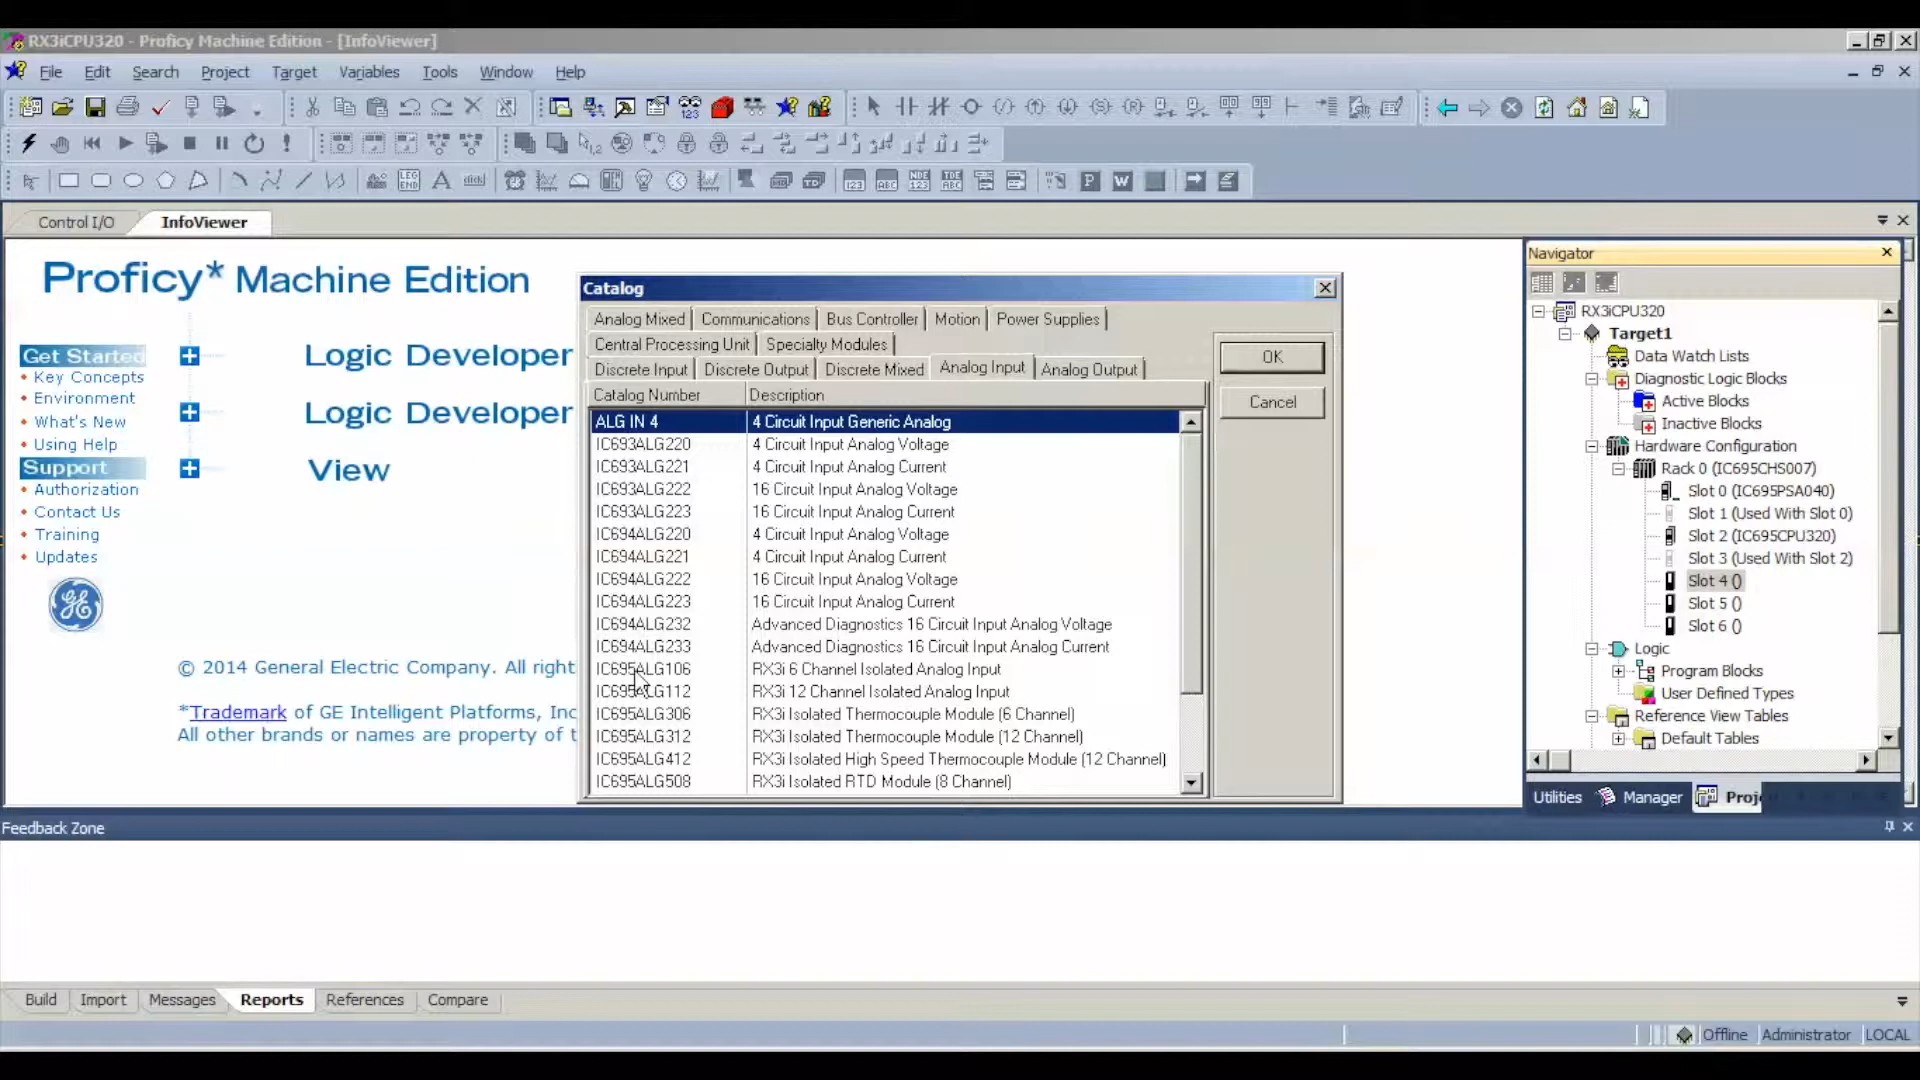 RX3iCPU320 - Proficy Machine Edition - [InfoViewer]
File Edit Search Project Target Variables Tools Window Help
Control I/O InfoViewer
Proficy* Machine Edition
Get Started
• Key Concepts
• Environment
• What's New
• Using Help
Support
• Authorization
• Contact Us
• Training
• Updates
Logic Developer
Logic Developer
View
© 2014 General Electric Company. All right
*Trademark of GE Intelligent Platforms, Inc
All other brands or names are property of t
Catalog
Analog Mixed Communications Bus Controller Motion Power Supplies
Central Processing Unit Specialty Modules
Discrete Input Discrete Output Discrete Mixed Analog Input Analog Output
Catalog Number Description
ALG IN 4 4 Circuit Input Generic Analog
IC693ALG220 4 Circuit Input Analog Voltage
IC693ALG221 4 Circuit Input Analog Current
IC693ALG222 16 Circuit Input Analog Voltage
IC693ALG223 16 Circuit Input Analog Current
IC694ALG220 4 Circuit Input Analog Voltage
IC694ALG221 4 Circuit Input Analog Current
IC694ALG222 16 Circuit Input Analog Voltage
IC694ALG223 16 Circuit Input Analog Current
IC694ALG232 Advanced Diagnostics 16 Circuit Input Analog Voltage
IC694ALG233 Advanced Diagnostics 16 Circuit Input Analog Current
IC695ALG106 RX3i 6 Channel Isolated Analog Input
IC695ALG112 RX3i 12 Channel Isolated Analog Input
IC695ALG306 RX3i Isolated Thermocouple Module (6 Channel)
IC695ALG312 RX3i Isolated Thermocouple Module (12 Channel)
IC695ALG412 RX3i Isolated High Speed Thermocouple Module (12 Channel)
IC695ALG508 RX3i Isolated RTD Module (8 Channel)
OK
Cancel
Navigator
RX3iCPU320
Target1
Data Watch Lists
Diagnostic Logic Blocks
Active Blocks
Inactive Blocks
Hardware Configuration
Rack 0 (IC695CHS007)
Slot 0 (IC695PSA040)
Slot 1 (Used With Slot 0)
Slot 2 (IC695CPU320)
Slot 3 (Used With Slot 2)
Slot 4 ()
Slot 5 ()
Slot 6 ()
Logic
Program Blocks
User Defined Types
Reference View Tables
Default Tables
Utilities Manager Proj
Feedback Zone
Build Import Messages Reports References Compare
Offline Administrator LOCAL